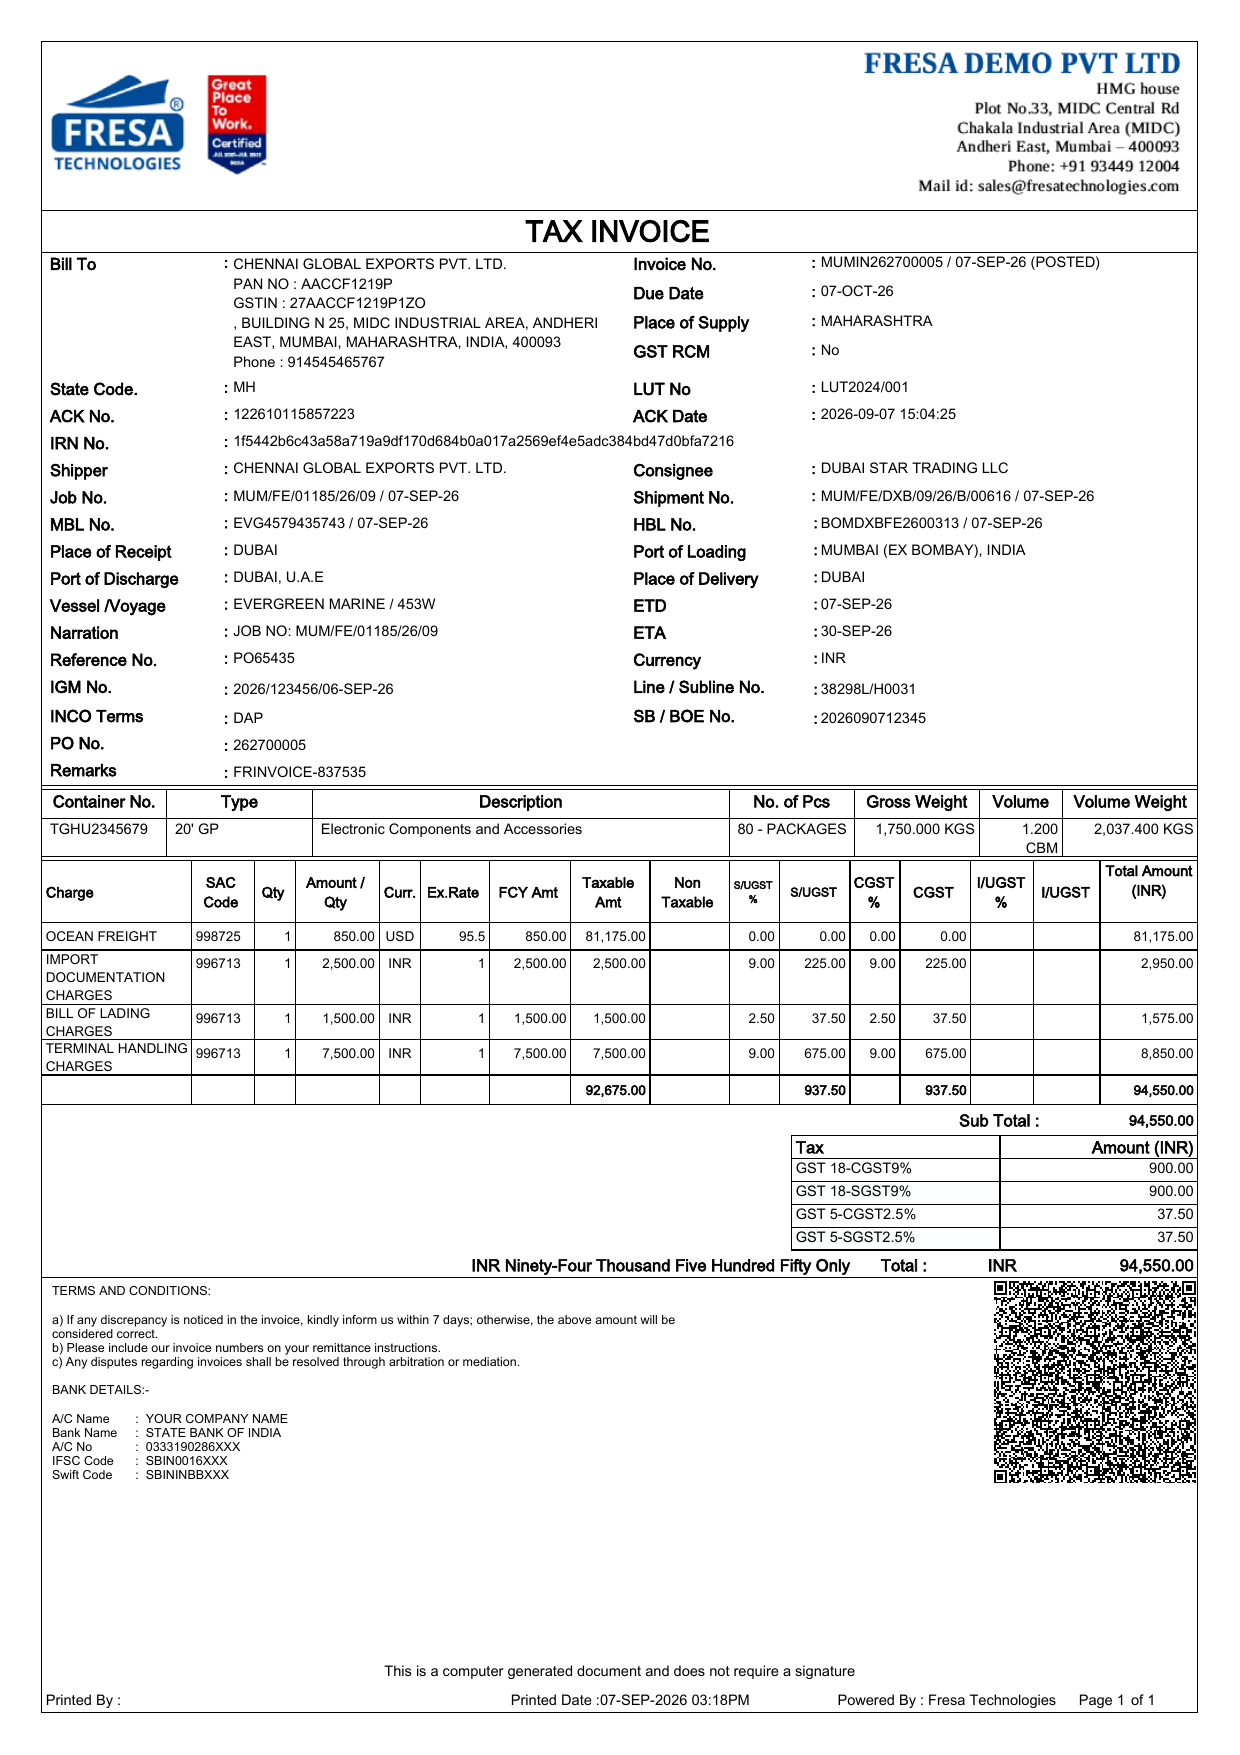 FRESA
TECHNOLOGIES
®
Great
Place
To
Work.
Certified
INDIA
FRESA DEMO PVT LTD
HMG house
Plot No.33, MIDC Central Rd
Chakala Industrial Area (MIDC)
Andheri East, Mumbai – 400093
Phone: +91 93449 12004
Mail id: sales@fresatechnologies.com
TAX INVOICE
Bill To : CHENNAI GLOBAL EXPORTS PVT. LTD.
PAN NO : AACCF1219P
GSTIN : 27AACCF1219P1ZO
, BUILDING N 25, MIDC INDUSTRIAL AREA, ANDHERI
EAST, MUMBAI, MAHARASHTRA, INDIA, 400093
Phone : 914545465767
Invoice No. : MUMIN262700005 / 07-SEP-26 (POSTED)
Due Date : 07-OCT-26
Place of Supply : MAHARASHTRA
GST RCM : No
State Code. : MH LUT No : LUT2024/001
ACK No. : 122610115857223 ACK Date : 2026-09-07 15:04:25
IRN No. : 1f5442b6c43a58a719a9df170d684b0a017a2569ef4e5adc384bd47d0bfa7216
Shipper : CHENNAI GLOBAL EXPORTS PVT. LTD. Consignee : DUBAI STAR TRADING LLC
Job No. : MUM/FE/01185/26/09 / 07-SEP-26 Shipment No. : MUM/FE/DXB/09/26/B/00616 / 07-SEP-26
MBL No. : EVG4579435743 / 07-SEP-26 HBL No. : BOMDXBFE2600313 / 07-SEP-26
Place of Receipt : DUBAI Port of Loading : MUMBAI (EX BOMBAY), INDIA
Port of Discharge : DUBAI, U.A.E Place of Delivery : DUBAI
Vessel /Voyage : EVERGREEN MARINE / 453W ETD : 07-SEP-26
Narration : JOB NO: MUM/FE/01185/26/09 ETA : 30-SEP-26
Reference No. : PO65435 Currency : INR
IGM No. : 2026/123456/06-SEP-26 Line / Subline No. : 38298L/H0031
INCO Terms : DAP SB / BOE No. : 2026090712345
PO No. : 262700005
Remarks : FRINVOICE-837535
Container No. Type Description No. of Pcs Gross Weight Volume Volume Weight
TGHU2345679 20' GP Electronic Components and Accessories 80 - PACKAGES 1,750.000 KGS 1.200 CBM 2,037.400 KGS
Charge SAC Code Qty Amount / Qty Curr. Ex.Rate FCY Amt Taxable Amt Non Taxable S/UGST % S/UGST CGST % CGST I/UGST % I/UGST Total Amount (INR)
OCEAN FREIGHT 998725 1 850.00 USD 95.5 850.00 81,175.00 0.00 0.00 0.00 0.00 81,175.00
IMPORT DOCUMENTATION CHARGES 996713 1 2,500.00 INR 1 2,500.00 2,500.00 9.00 225.00 9.00 225.00 2,950.00
BILL OF LADING CHARGES 996713 1 1,500.00 INR 1 1,500.00 1,500.00 2.50 37.50 2.50 37.50 1,575.00
TERMINAL HANDLING CHARGES 996713 1 7,500.00 INR 1 7,500.00 7,500.00 9.00 675.00 9.00 675.00 8,850.00
92,675.00 937.50 937.50 94,550.00
Sub Total : 94,550.00
Tax Amount (INR)
GST 18-CGST9% 900.00
GST 18-SGST9% 900.00
GST 5-CGST2.5% 37.50
GST 5-SGST2.5% 37.50
INR Ninety-Four Thousand Five Hundred Fifty Only Total : INR 94,550.00
TERMS AND CONDITIONS:
a) If any discrepancy is noticed in the invoice, kindly inform us within 7 days; otherwise, the above amount will be
considered correct.
b) Please include our invoice numbers on your remittance instructions.
c) Any disputes regarding invoices shall be resolved through arbitration or mediation.
BANK DETAILS:-
A/C Name : YOUR COMPANY NAME
Bank Name : STATE BANK OF INDIA
A/C No : 0333190286XXX
IFSC Code : SBIN0016XXX
Swift Code : SBININBBXXX
This is a computer generated document and does not require a signature
Printed By : Printed Date :07-SEP-2026 03:18PM Powered By : Fresa Technologies Page 1 of 1